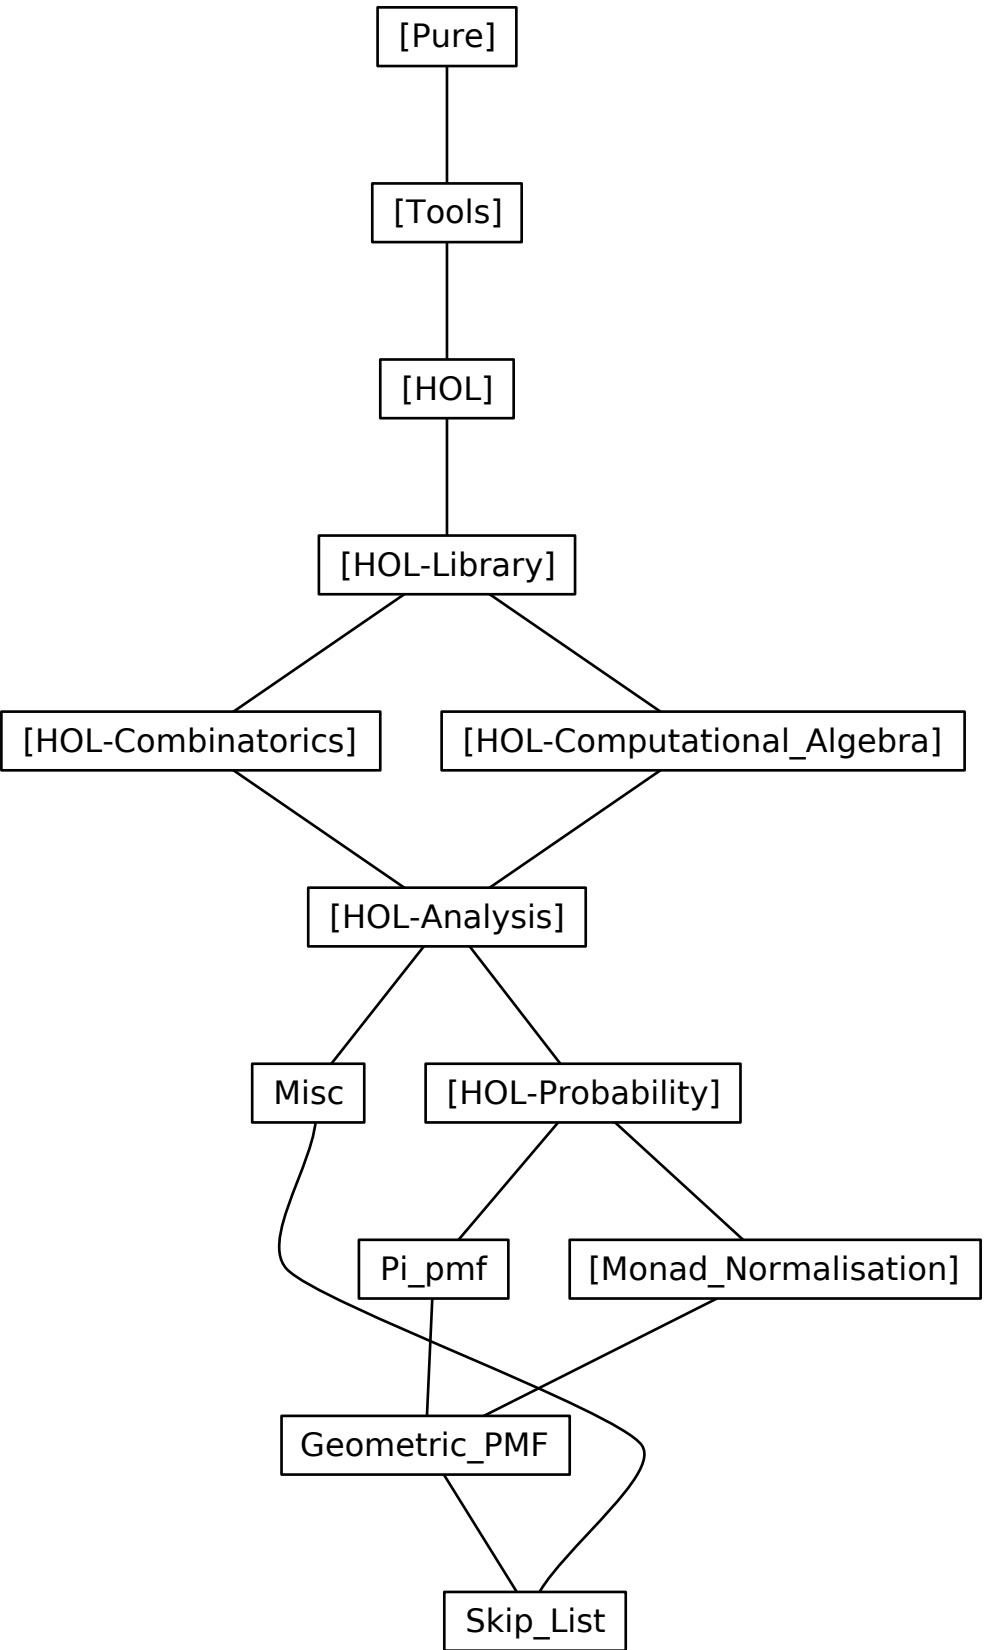 [Pure]
[Tools]
[HOL]
[HOL-Library]
[HOL-Combinatorics]
[HOL-Computational_Algebra]
[HOL-Analysis]
Misc
[HOL-Probability]
Pi_pmf
[Monad_Normalisation]
Geometric_PMF
Skip_List